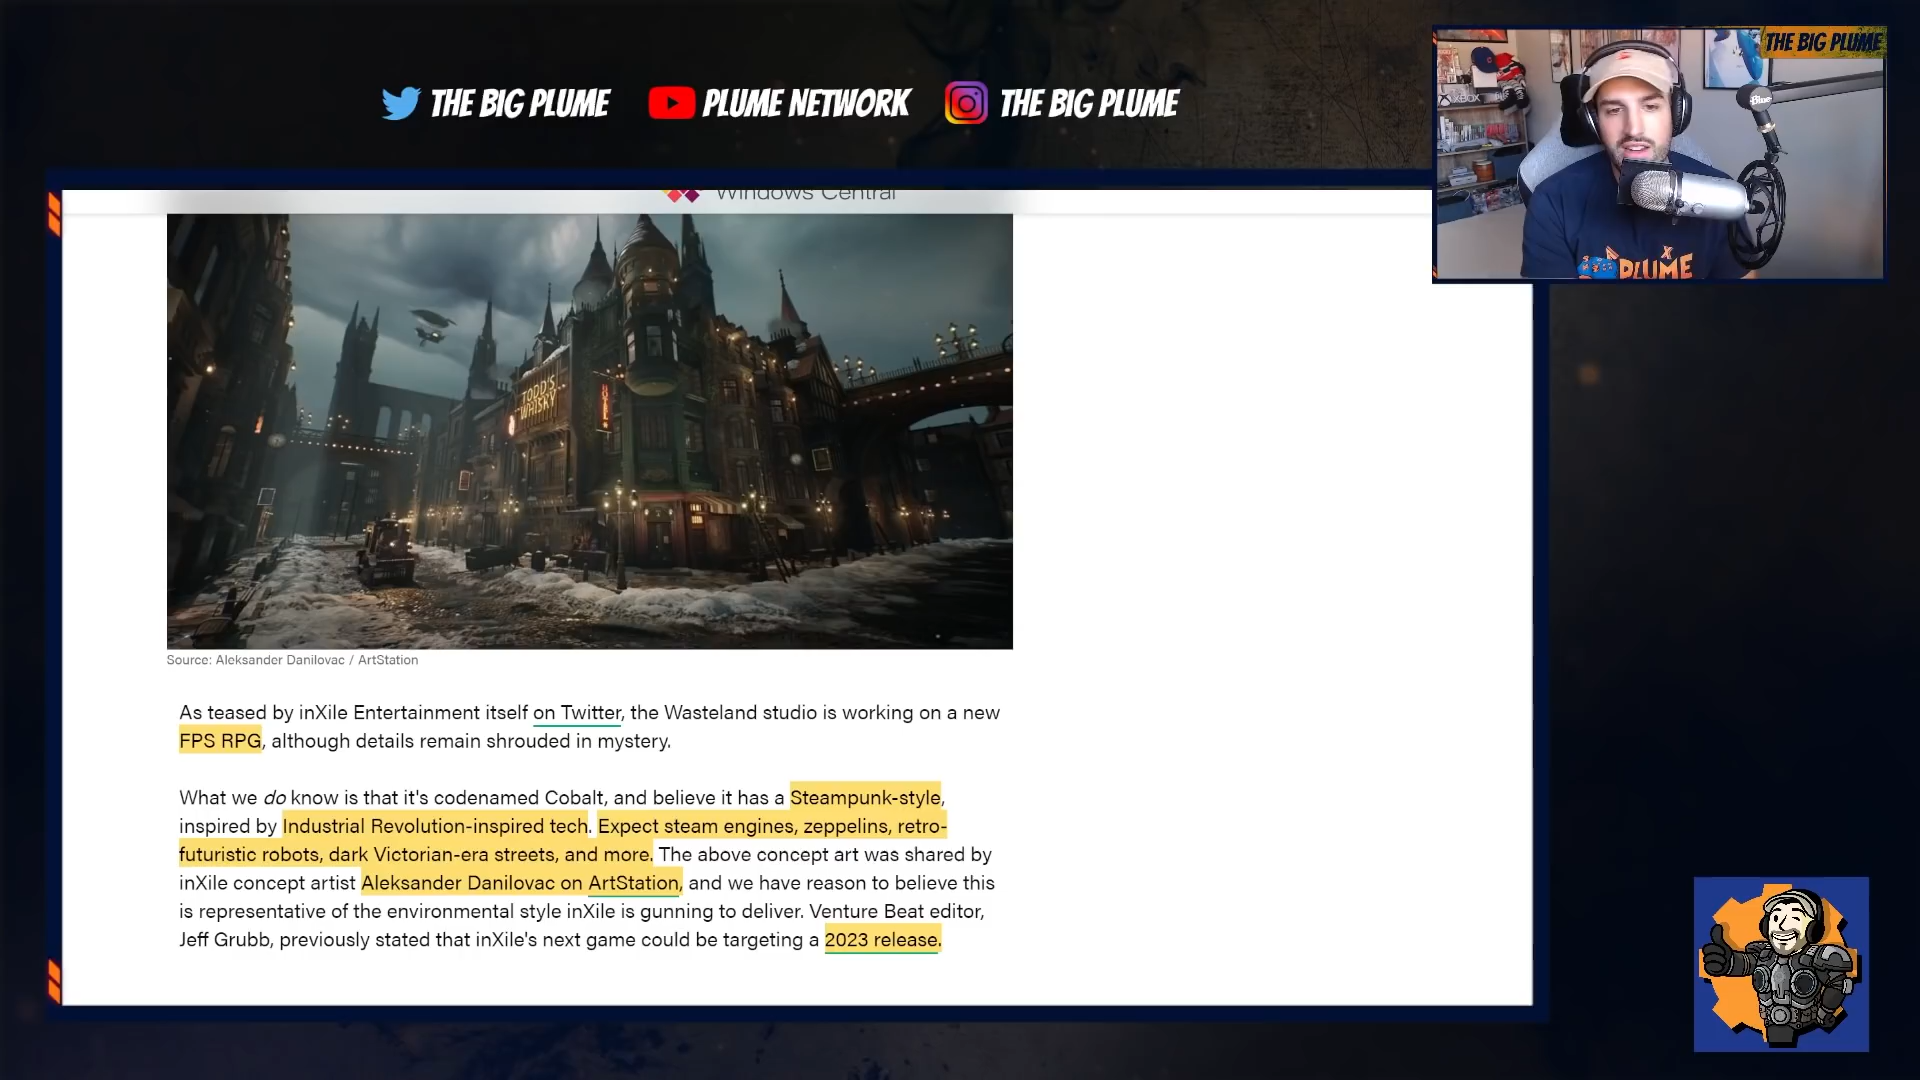 THE BIG PLUME
PLUME NETWORK
THE BIG PLUME
THE BIG PLUME
XBOX
Blue
X
PLUME
Windows Central
TODD'S
WHISKY
HOTEL
Source: Aleksander Danilovac / ArtStation
As teased by inXile Entertainment itself on Twitter, the Wasteland studio is working on a new
FPS RPG, although details remain shrouded in mystery.
What we do know is that it's codenamed Cobalt, and believe it has a Steampunk-style,
inspired by Industrial Revolution-inspired tech. Expect steam engines, zeppelins, retro-
futuristic robots, dark Victorian-era streets, and more. The above concept art was shared by
inXile concept artist Aleksander Danilovac on ArtStation, and we have reason to believe this
is representative of the environmental style inXile is gunning to deliver. Venture Beat editor,
Jeff Grubb, previously stated that inXile's next game could be targeting a 2023 release.